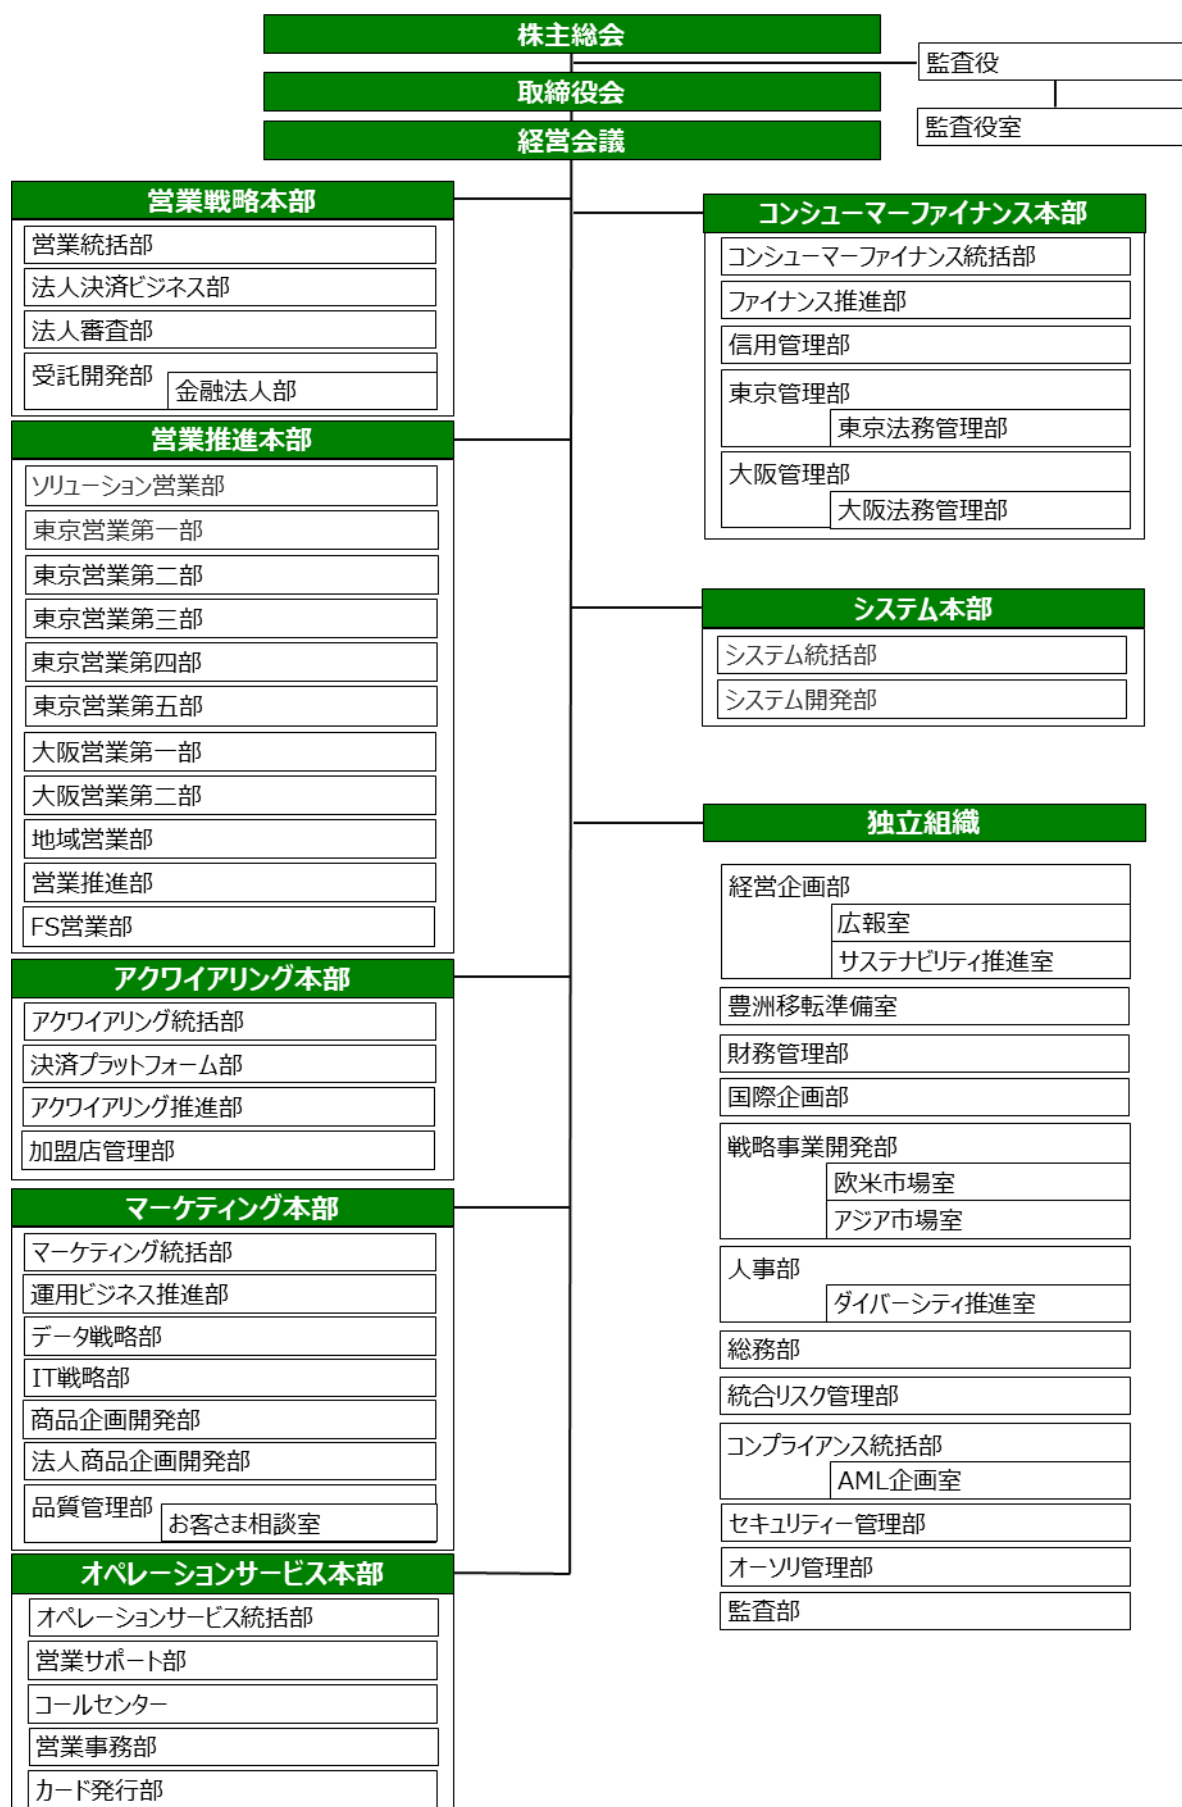 株主総会
監査役
取締役会
監査役室
経営会議
営業戦略本部
営業統括部
法人決済ビジネス部
法人審査部
受託開発部
金融法人部
営業推進本部
ソリューション営業部
東京営業第一部
東京営業第二部
東京営業第三部
東京営業第四部
東京営業第五部
大阪営業第一部
大阪営業第二部
地域営業部
営業推進部
FS営業部
アクワイアリング本部
アクワイアリング統括部
決済プラットフォーム部
アクワイアリング推進部
加盟店管理部
マーケティング本部
マーケティング統括部
運用ビジネス推進部
データ戦略部
IT戦略部
商品企画開発部
法人商品企画開発部
品質管理部
お客さま相談室
オペレーションサービス本部
オペレーションサービス統括部
営業サポート部
コールセンター
営業事務部
カード発行部
コンシューマーファイナンス本部
コンシューマーファイナンス統括部
ファイナンス推進部
信用管理部
東京管理部
東京法務管理部
大阪管理部
大阪法務管理部
システム本部
システム統括部
システム開発部
独立組織
経営企画部
広報室
サステナビリティ推進室
豊洲移転準備室
財務管理部
国際企画部
戦略事業開発部
欧米市場室
アジア市場室
人事部
ダイバーシティ推進室
総務部
統合リスク管理部
コンプライアンス統括部
AML企画室
セキュリティー管理部
オーソリ管理部
監査部